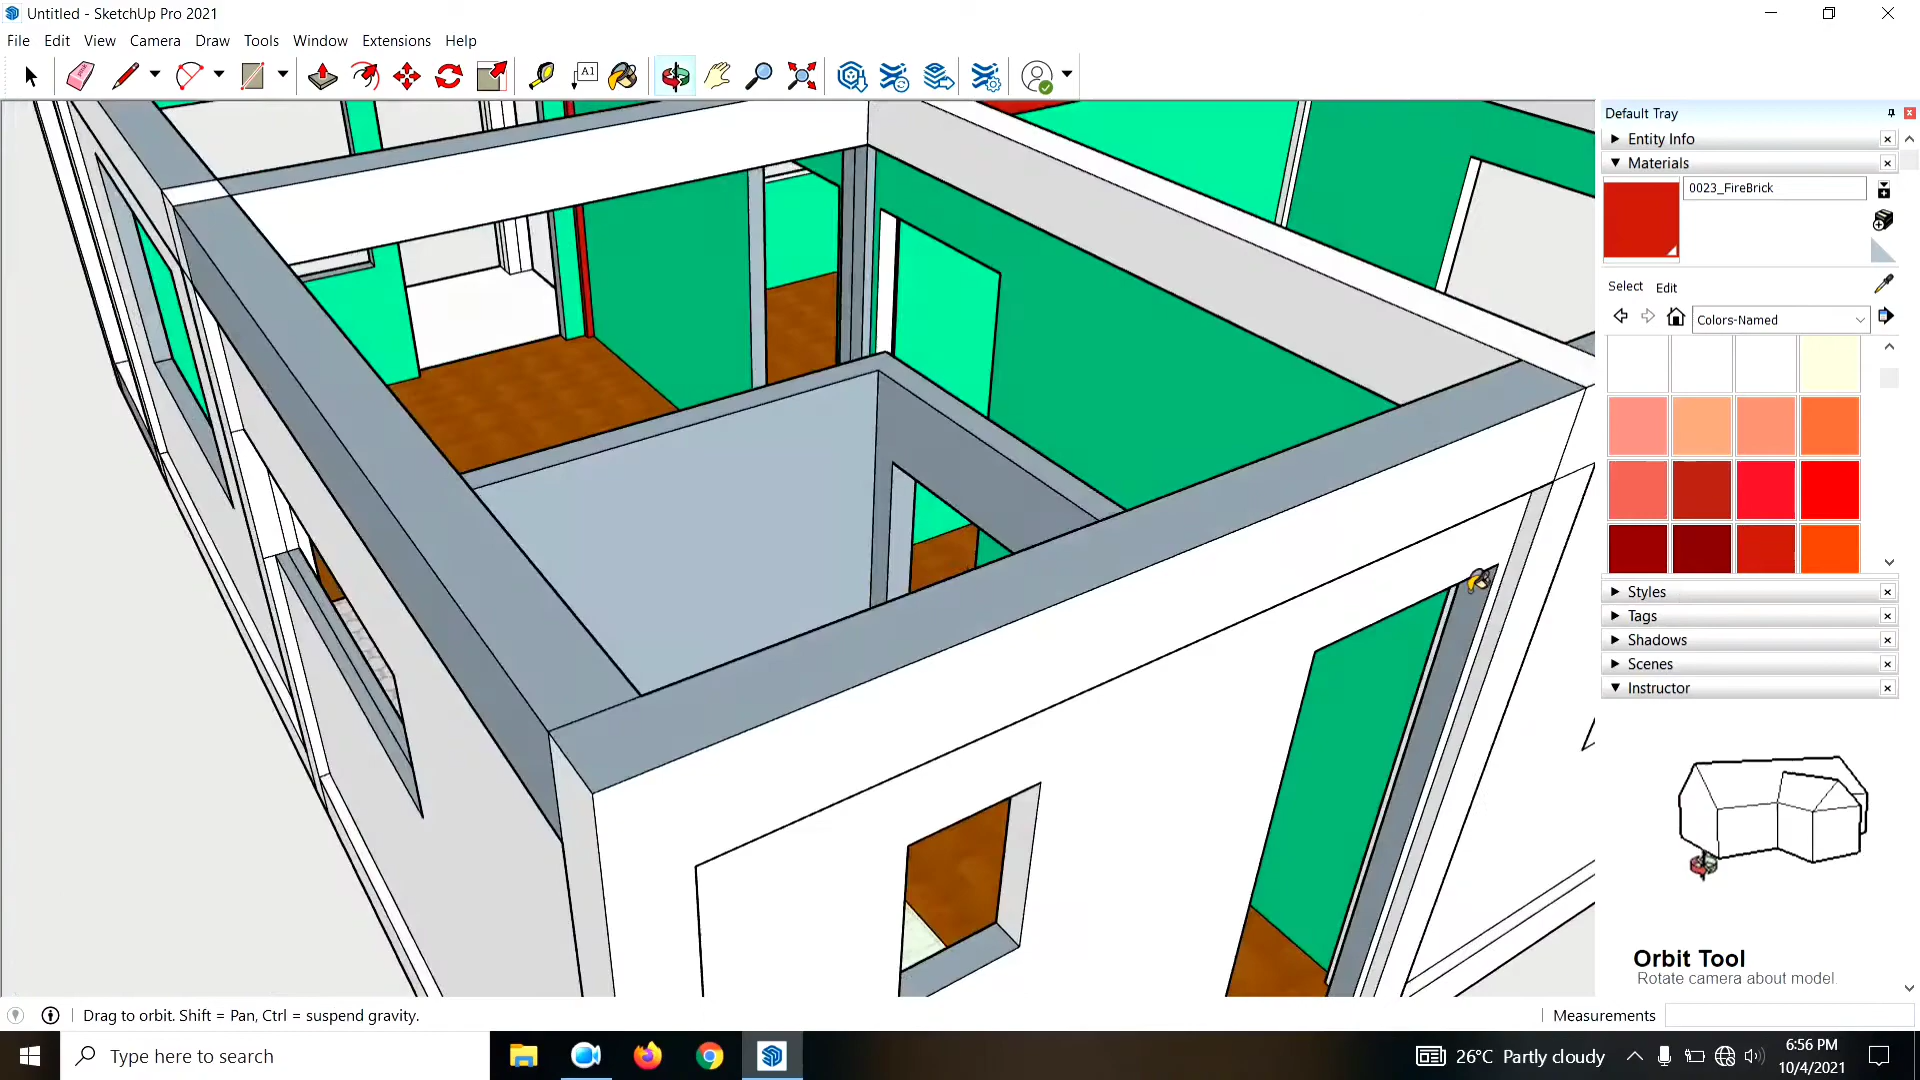 Untitled - SketchUp Pro 2021
File Edit View Camera Draw Tools Window Extensions Help
A1
Default Tray
Entity Info
Materials
0023_FireBrick
Select Edit
Colors-Named
Styles
Tags
Shadows
Scenes
Instructor
Orbit Tool
Rotate camera about model.
Drag to orbit. Shift = Pan, Ctrl = suspend gravity.
Measurements
Type here to search
26°C Partly cloudy
6:56 PM
10/4/2021